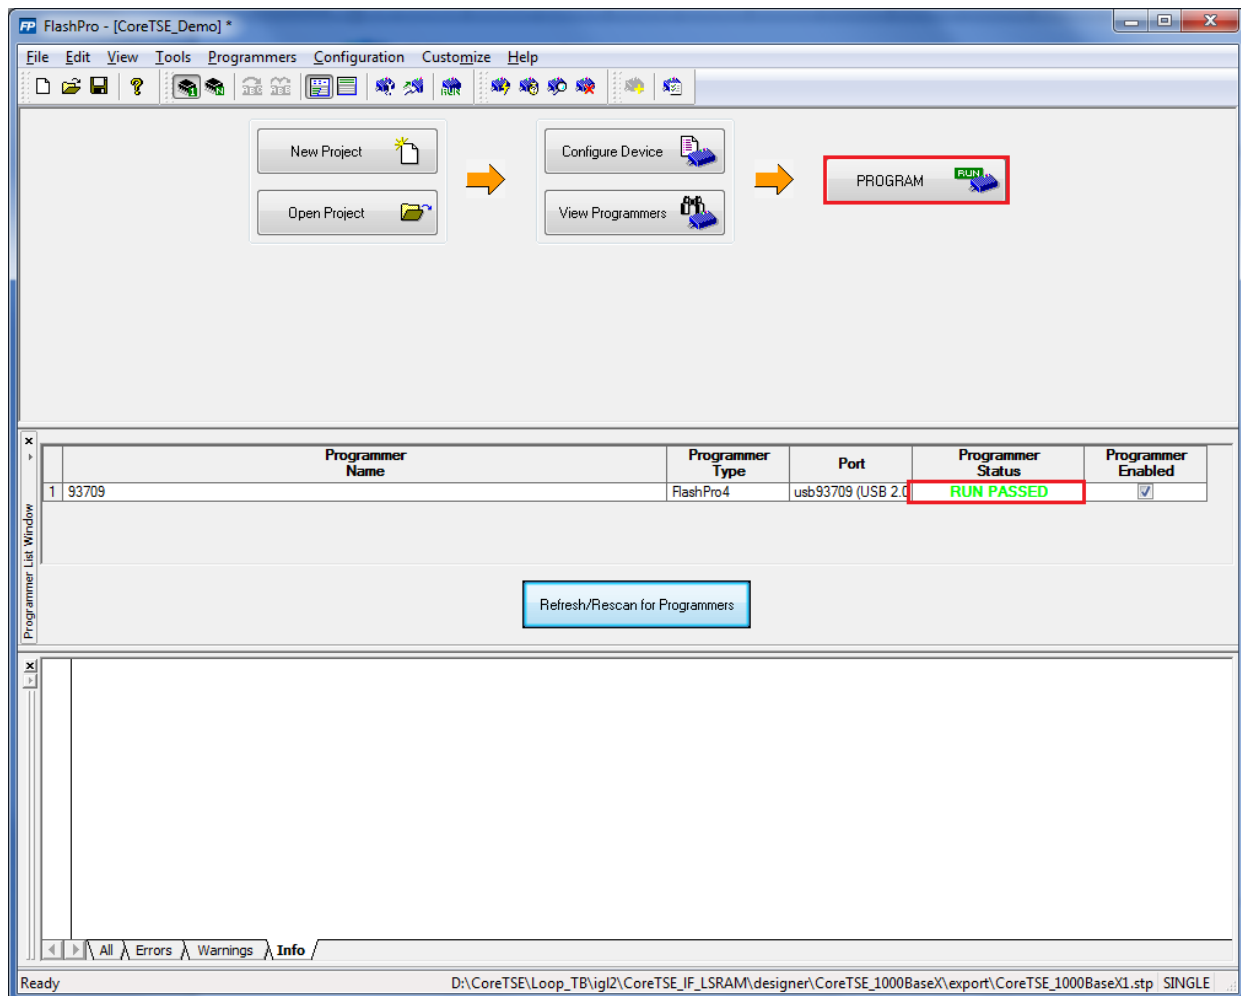 FP FlashPro - [CoreTSE_Demo] *
File Edit View Tools Programmers Configuration Customize Help
New Project
Configure Device
PROGRAM RUN
Open Project
View Programmers
Programmer Name
Programmer Type
Port
Programmer Status
Programmer Enabled
1 93709 FlashPro4 usb93709 (USB 2.0 RUN PASSED
Programmer List Window
Refresh/Rescan for Programmers
All Errors Warnings Info
Ready D:\CoreTSE\Loop_TB\igl2\CoreTSE_IF_LSRAM\designer\CoreTSE_1000BaseX\export\CoreTSE_1000BaseX1.stp SINGLE